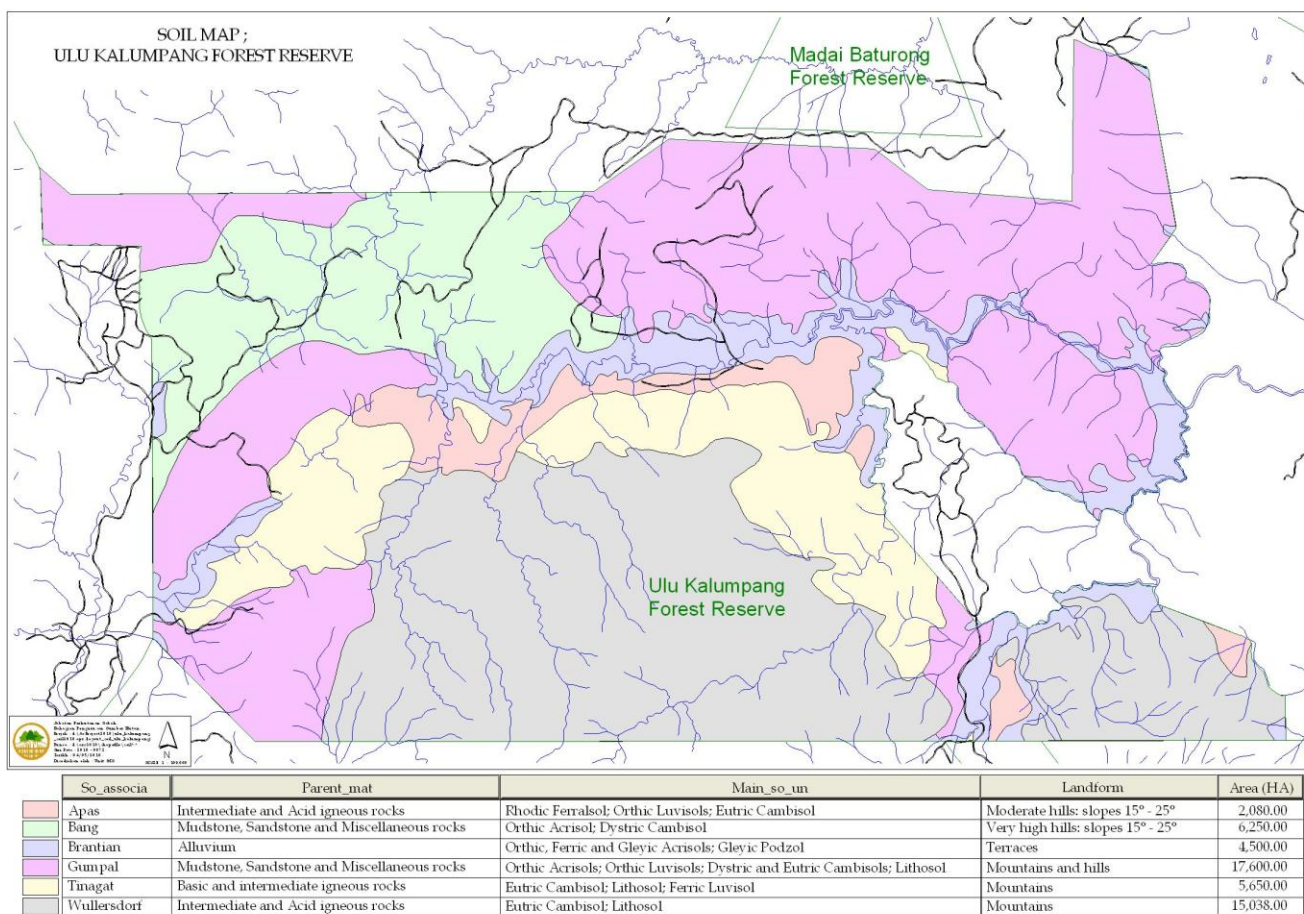 SOIL MAP ;
ULU KALUMPANG FOREST RESERVE
Madai Baturong
Forest Reserve
Ulu Kalumpang
Forest Reserve
N
So_associa Parent_mat Main_so_un Landform Area (HA)
Apas Intermediate and Acid igneous rocks Rhodic Ferralsol; Orthic Luvisols; Eutric Cambisol Moderate hills: slopes 15° - 25° 2,080.00
Bang Mudstone, Sandstone and Miscellaneous rocks Orthic Acrisol; Dystric Cambisol Very high hills: slopes 15° - 25° 6,250.00
Brantian Alluvium Orthic, Ferric and Gleyic Acrisols; Gleyic Podzol Terraces 4,500.00
Gumpal Mudstone, Sandstone and Miscellaneous rocks Orthic Acrisols; Orthic Luvisols; Dystric and Eutric Cambisols; Lithosol Mountains and hills 17,600.00
Tinagat Basic and intermediate igneous rocks Eutric Cambisol; Lithosol; Ferric Luvisol Mountains 5,650.00
Wullersdorf Intermediate and Acid igneous rocks Eutric Cambisol; Lithosol Mountains 15,038.00